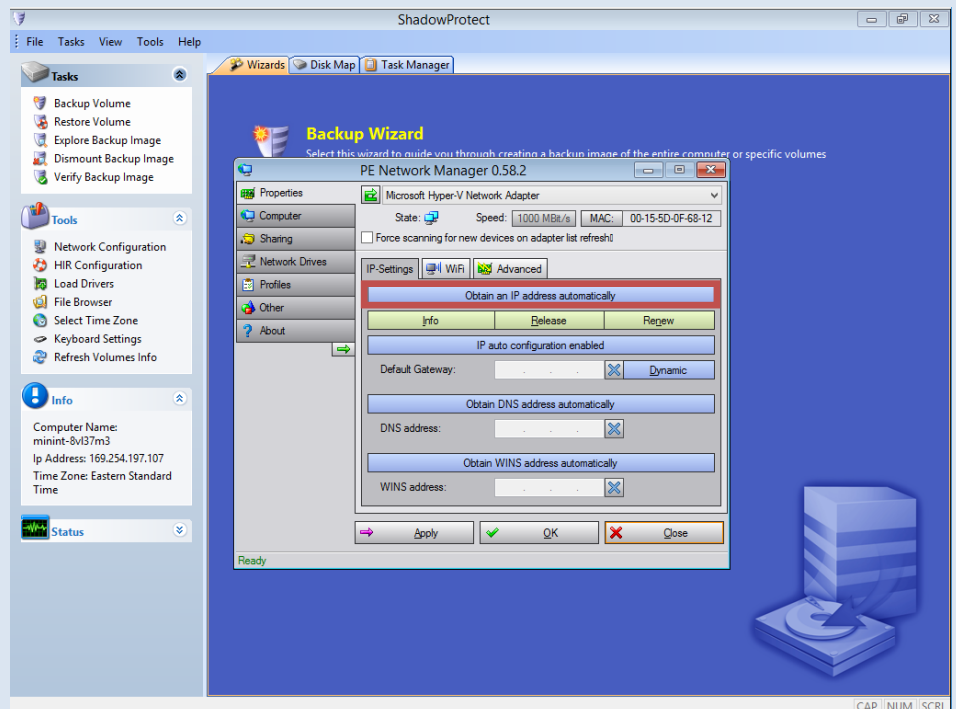 ShadowProtect
File Tasks View Tools Help
Tasks
Backup Volume
Restore Volume
Explore Backup Image
Dismount Backup Image
Verify Backup Image
Tools
Network Configuration
HIR Configuration
Load Drivers
File Browser
Select Time Zone
Keyboard Settings
Refresh Volumes Info
Info
Computer Name:
minint-8vl37m3
Ip Address: 169.254.197.107
Time Zone: Eastern Standard
Time
Status
Wizards Disk Map Task Manager
Backup Wizard
Select this wizard to guide you through creating a backup image of the entire computer or specific volumes
PE Network Manager 0.58.2
Properties
Computer
Sharing
Network Drives
Profiles
Other
About
Microsoft Hyper-V Network Adapter
State: Speed: 1000 MBit/s MAC: 00-15-5D-0F-68-12
Force scanning for new devices on adapter list refresh
IP-Settings WiFi Advanced
Obtain an IP address automatically
Info Release Renew
IP auto configuration enabled
Default Gateway: . . . Dynamic
Obtain DNS address automatically
DNS address: . . .
Obtain WINS address automatically
WINS address: . . .
Apply OK Close
Ready
CAP NUM SCRL